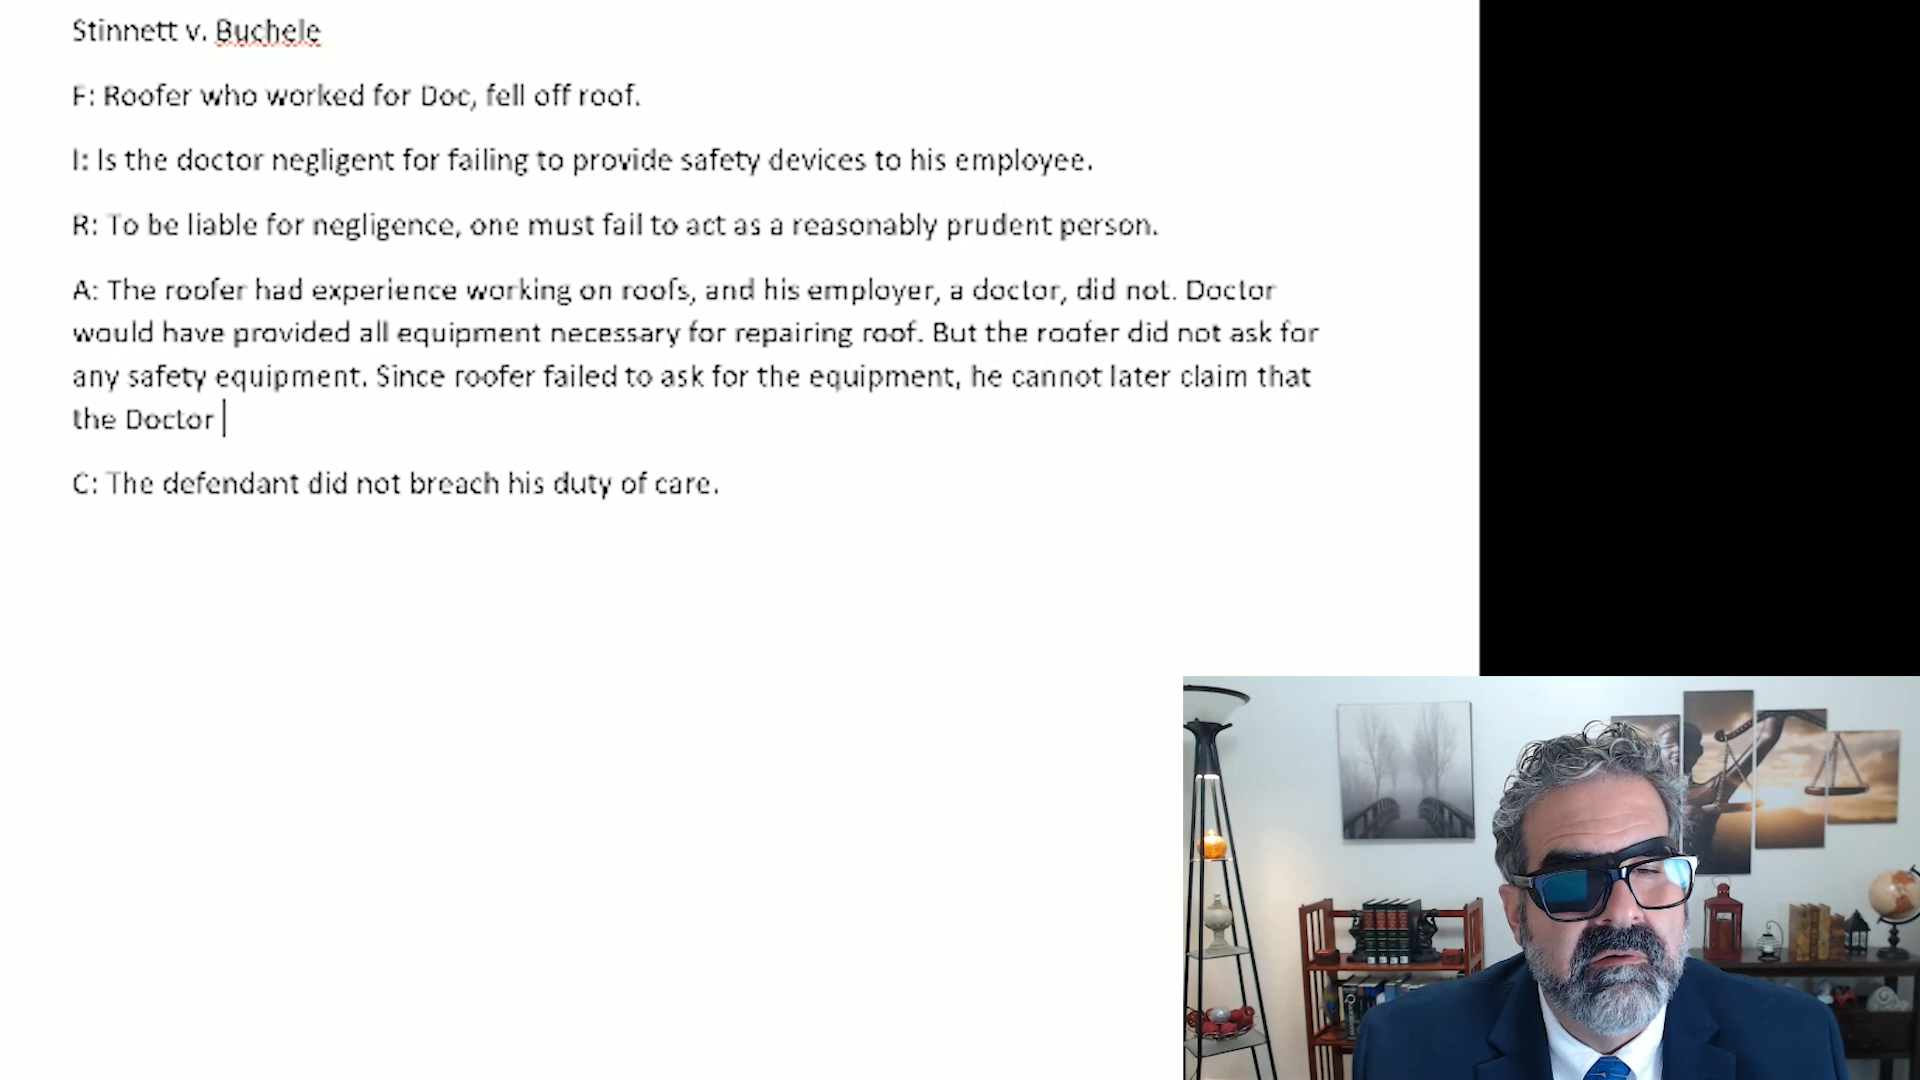 Stinnett v. Buchele
F: Roofer who worked for Doc, fell off roof.
I: Is the doctor negligent for failing to provide safety devices to his employee.
R: To be liable for negligence, one must fail to act as a reasonably prudent person.
A: The roofer had experience working on roofs, and his employer, a doctor, did not. Doctor
would have provided all equipment necessary for repairing roof. But the roofer did not ask for
any safety equipment. Since roofer failed to ask for the equipment, he cannot later claim that
the Doctor
C: The defendant did not breach his duty of care.